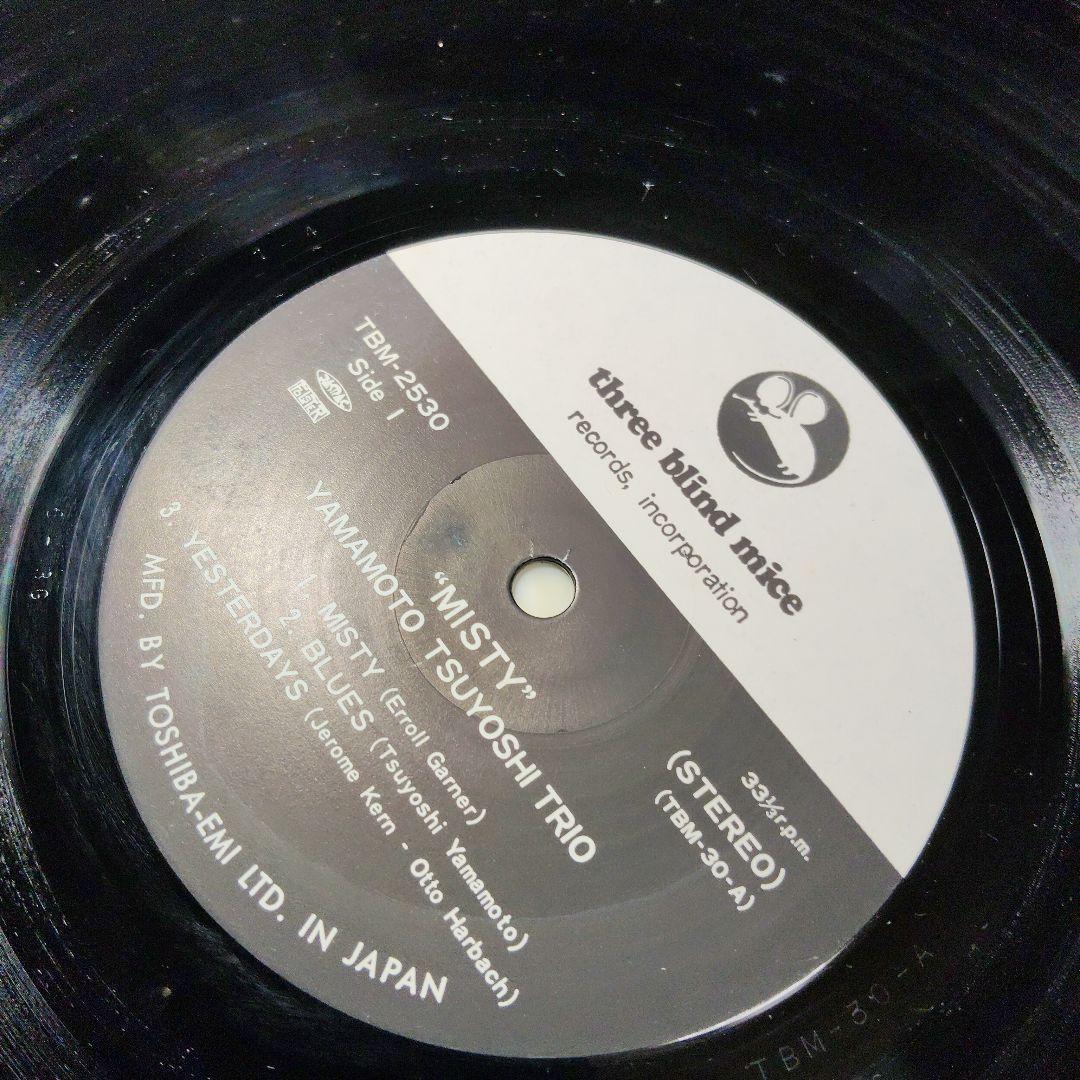 three blind mice
records, incorporation
TBM-2530
Side 1
33⅓r.p.m.
(STEREO)
(TBM-30-A)
“MISTY”
YAMAMOTO TSUYOSHI TRIO
1. MISTY (Erroll Garner)
2. BLUES (Tsuyoshi Yamamoto)
3. YESTERDAYS (Jerome Kern - Otto Harbach)
MFD. BY TOSHIBA-EMI LTD. IN JAPAN
TBM-30-A